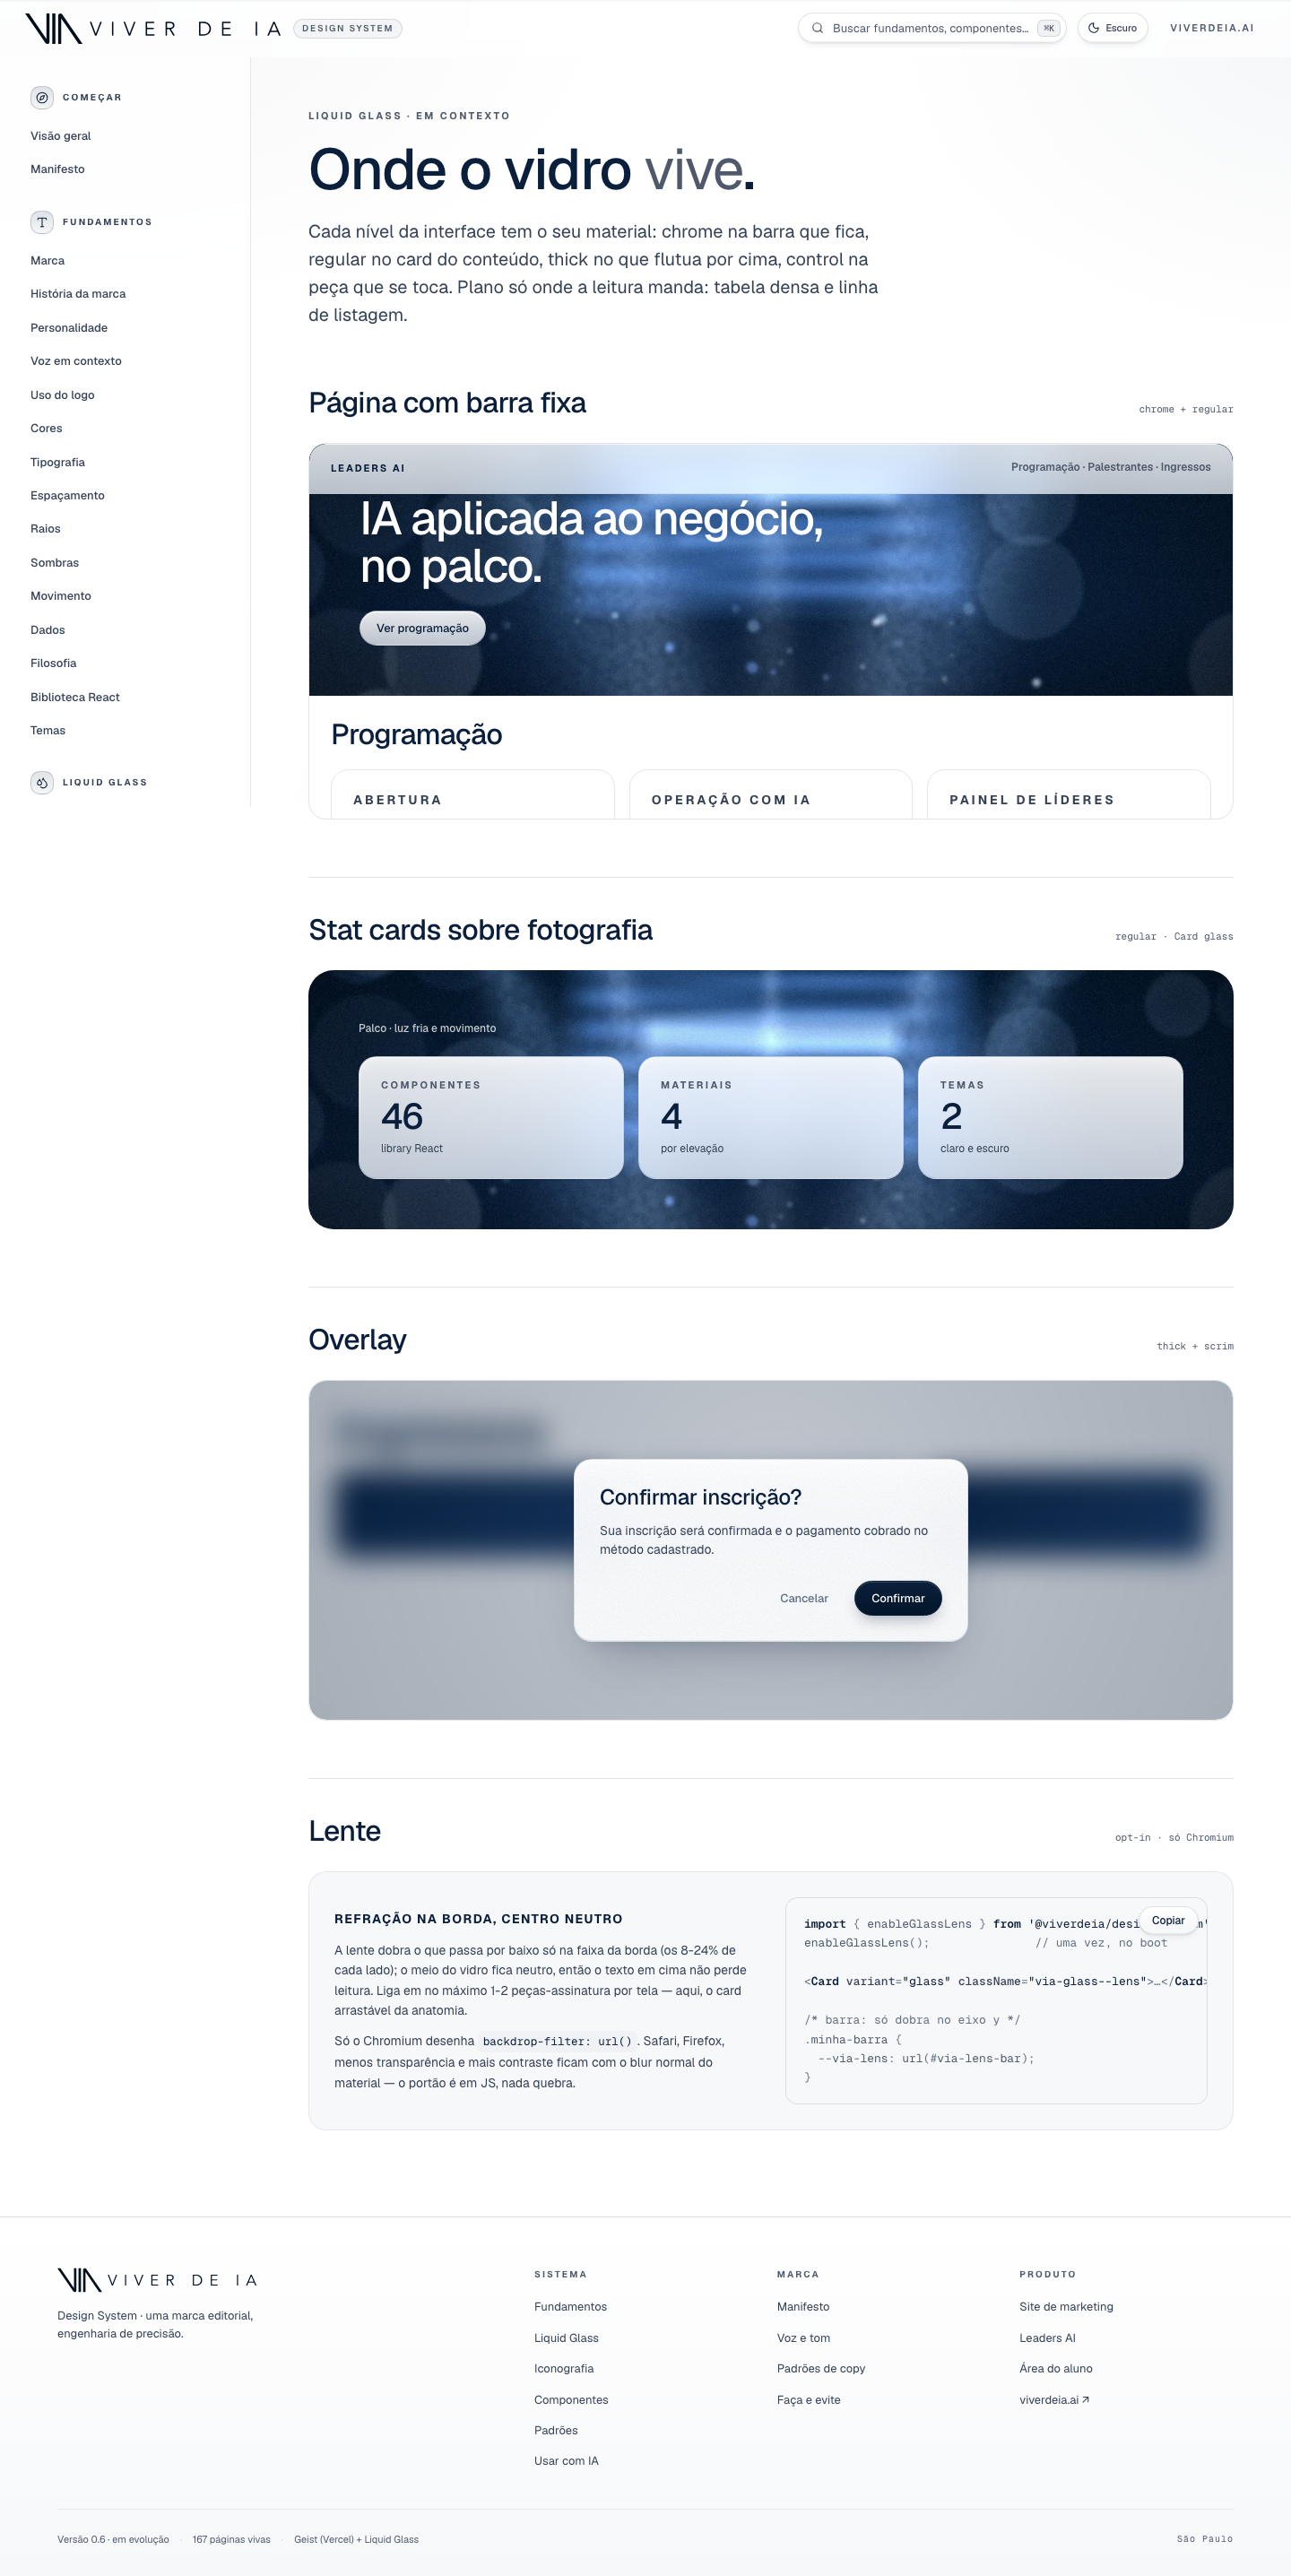 VIVER DE IA
DESIGN SYSTEM
Buscar fundamentos, componentes...
⌘K
Escuro
VIVERDEIA.AI
COMEÇAR
Visão geral
Manifesto
FUNDAMENTOS
Marca
História da marca
Personalidade
Voz em contexto
Uso do logo
Cores
Tipografia
Espaçamento
Raios
Sombras
Movimento
Dados
Filosofia
Biblioteca React
Temas
LIQUID GLASS
LIQUID GLASS · EM CONTEXTO
Onde o vidro vive.
Cada nível da interface tem o seu material: chrome na barra que fica,
regular no card do conteúdo, thick no que flutua por cima, control na
peça que se toca. Plano só onde a leitura manda: tabela densa e linha
de listagem.
Página com barra fixa
chrome + regular
LEADERS AI
Programação · Palestrantes · Ingressos
IA aplicada ao negócio,
no palco.
Ver programação
Programação
ABERTURA
OPERAÇÃO COM IA
PAINEL DE LÍDERES
Stat cards sobre fotografia
regular · Card glass
Palco · luz fria e movimento
COMPONENTES
46
library React
MATERIAIS
4
por elevação
TEMAS
2
claro e escuro
Overlay
thick + scrim
Confirmar inscrição?
Sua inscrição será confirmada e o pagamento cobrado no
método cadastrado.
Cancelar
Confirmar
Lente
opt-in · só Chromium
REFRAÇÃO NA BORDA, CENTRO NEUTRO
A lente dobra o que passa por baixo só na faixa da borda (os 8-24% de
cada lado); o meio do vidro fica neutro, então o texto em cima não perde
leitura. Liga em no máximo 1-2 peças-assinatura por tela — aqui, o card
arrastável da anatomia.
Só o Chromium desenha backdrop-filter: url(). Safari, Firefox,
menos transparência e mais contraste ficam com o blur normal do
material — o portão é em JS, nada quebra.
Copiar
import { enableGlassLens } from '@viverdeia/desi
enableGlassLens(); // uma vez, no boot
<Card variant="glass" className="via-glass--lens">…</Card>
/* barra: só dobra no eixo y */
.minha-barra {
--via-lens: url(#via-lens-bar);
}
VIVER DE IA
Design System · uma marca editorial,
engenharia de precisão.
SISTEMA
Fundamentos
Liquid Glass
Iconografia
Componentes
Padrões
Usar com IA
MARCA
Manifesto
Voz e tom
Padrões de copy
Faça e evite
PRODUTO
Site de marketing
Leaders AI
Área do aluno
viverdeia.ai ↗
Versão 0.6 · em evolução · 167 páginas vivas · Geist (Vercel) + Liquid Glass
São Paulo